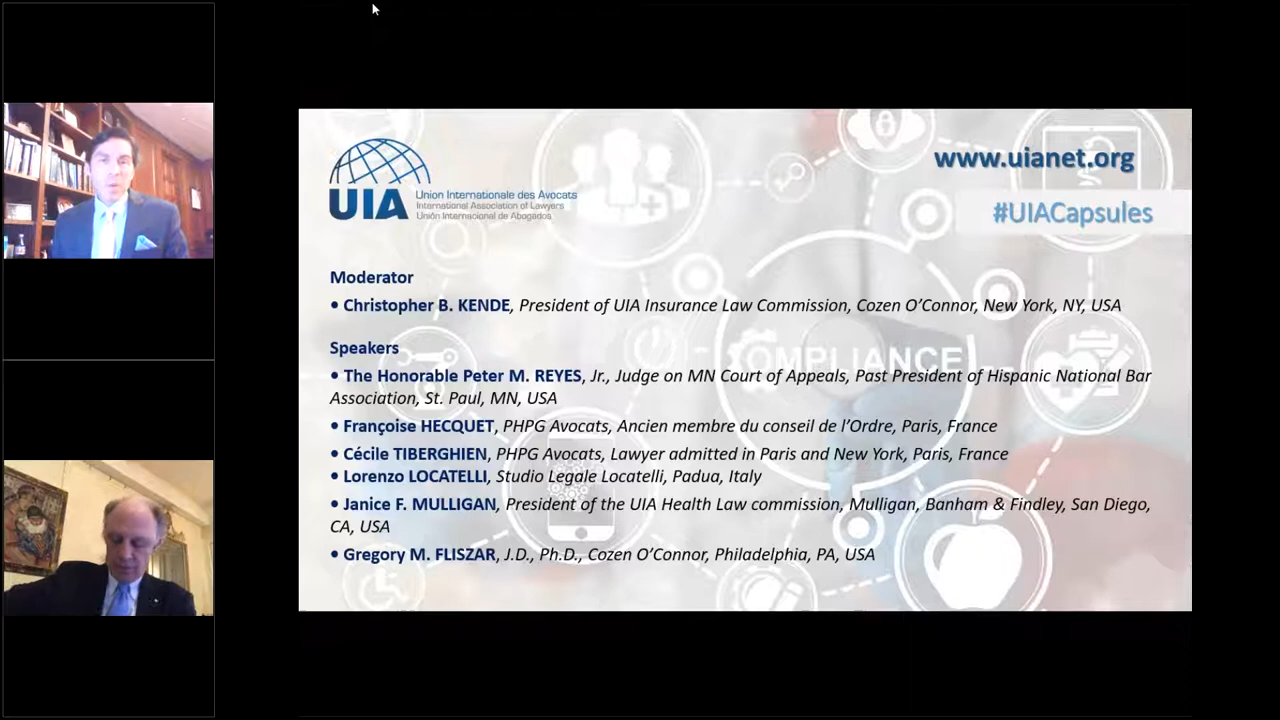 www.uianet.org
#UIACapsules
UIA
Union Internationale des Avocats
International Association of Lawyers
Unión Internacional de Abogados
Moderator
• Christopher B. KENDE, President of UIA Insurance Law Commission, Cozen O’Connor, New York, NY, USA
Speakers
COMPLIANCE
• The Honorable Peter M. REYES, Jr., Judge on MN Court of Appeals, Past President of Hispanic National Bar
Association, St. Paul, MN, USA
• Françoise HECQUET, PHPG Avocats, Ancien membre du conseil de l’Ordre, Paris, France
• Cécile TIBERGHIEN, PHPG Avocats, Lawyer admitted in Paris and New York, Paris, France
• Lorenzo LOCATELLI, Studio Legale Locatelli, Padua, Italy
• Janice F. MULLIGAN, President of the UIA Health Law commission, Mulligan, Banham & Findley, San Diego,
CA, USA
• Gregory M. FLISZAR, J.D., Ph.D., Cozen O’Connor, Philadelphia, PA, USA